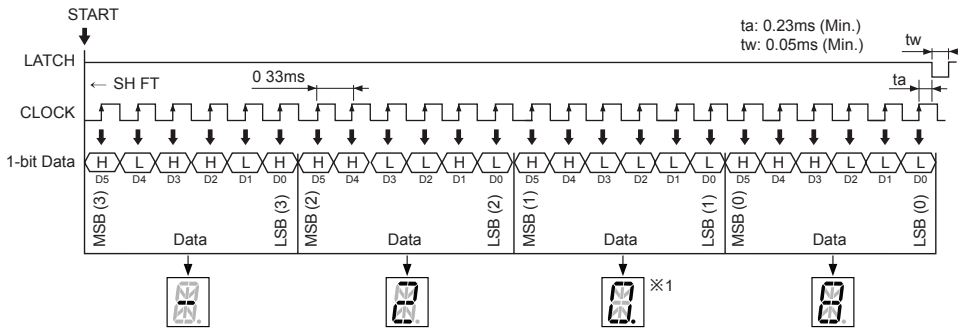 START
ta: 0.23ms (Min.)
tw: 0.05ms (Min.)
tw
LATCH
← SH FT
0 33ms
ta
CLOCK
1-bit Data H L H H L H H H L L H L H H L L L L H H H L L L
D5 D4 D3 D2 D1 D0 D5 D4 D3 D2 D1 D0 D5 D4 D3 D2 D1 D0 D5 D4 D3 D2 D1 D0
MSB (3) LSB (3) MSB (2) LSB (2) MSB (1) LSB (1) MSB (0) LSB (0)
Data Data Data Data
- 2 0. ※1 8